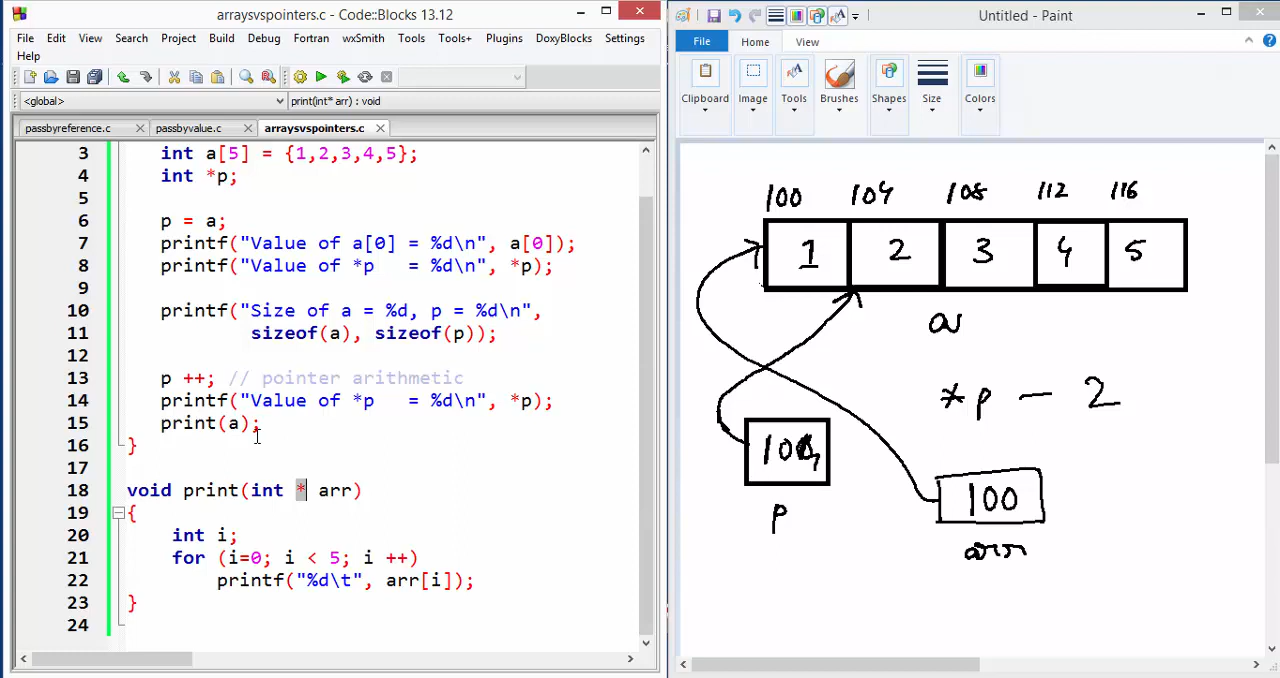 arraysvspointers.c - Code::Blocks 13.12
File Edit View Search Project Build Debug Fortran wxSmith Tools Tools+ Plugins DoxyBlocks Settings
Help
<global>
print(int* arr) : void
passbyreference.c passbyvalue.c arraysvspointers.c
3 int a[5] = {1,2,3,4,5};
4 int *p;
5
6 p = a;
7 printf("Value of a[0] = %d\n", a[0]);
8 printf("Value of *p   = %d\n", *p);
9
10 printf("Size of a = %d, p = %d\n",
11 sizeof(a), sizeof(p));
12
13 p ++; // pointer arithmetic
14 printf("Value of *p   = %d\n", *p);
15 print(a);
16 }
17
18 void print(int * arr)
19 {
20 int i;
21 for (i=0; i < 5; i ++)
22 printf("%d\t", arr[i]);
23 }
24
Untitled - Paint
File Home View
Clipboard Image Tools Brushes Shapes Size Colors
100 104 108 112 116
1 2 3 4 5
a
*p - 2
100
p
arr